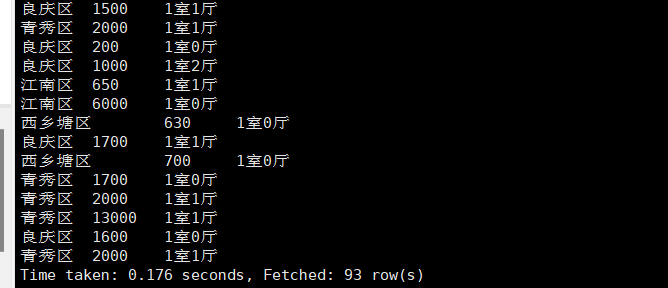 良庆区 1500 1室1厅
青秀区 2000 1室1厅
良庆区 200 1室0厅
良庆区 1000 1室2厅
江南区 650 1室1厅
江南区 6000 1室0厅
西乡塘区 630 1室0厅
良庆区 1700 1室1厅
西乡塘区 700 1室0厅
青秀区 1700 1室0厅
青秀区 2000 1室1厅
青秀区 13000 1室1厅
良庆区 1600 1室0厅
青秀区 2000 1室1厅
Time taken: 0.176 seconds, Fetched: 93 row(s)